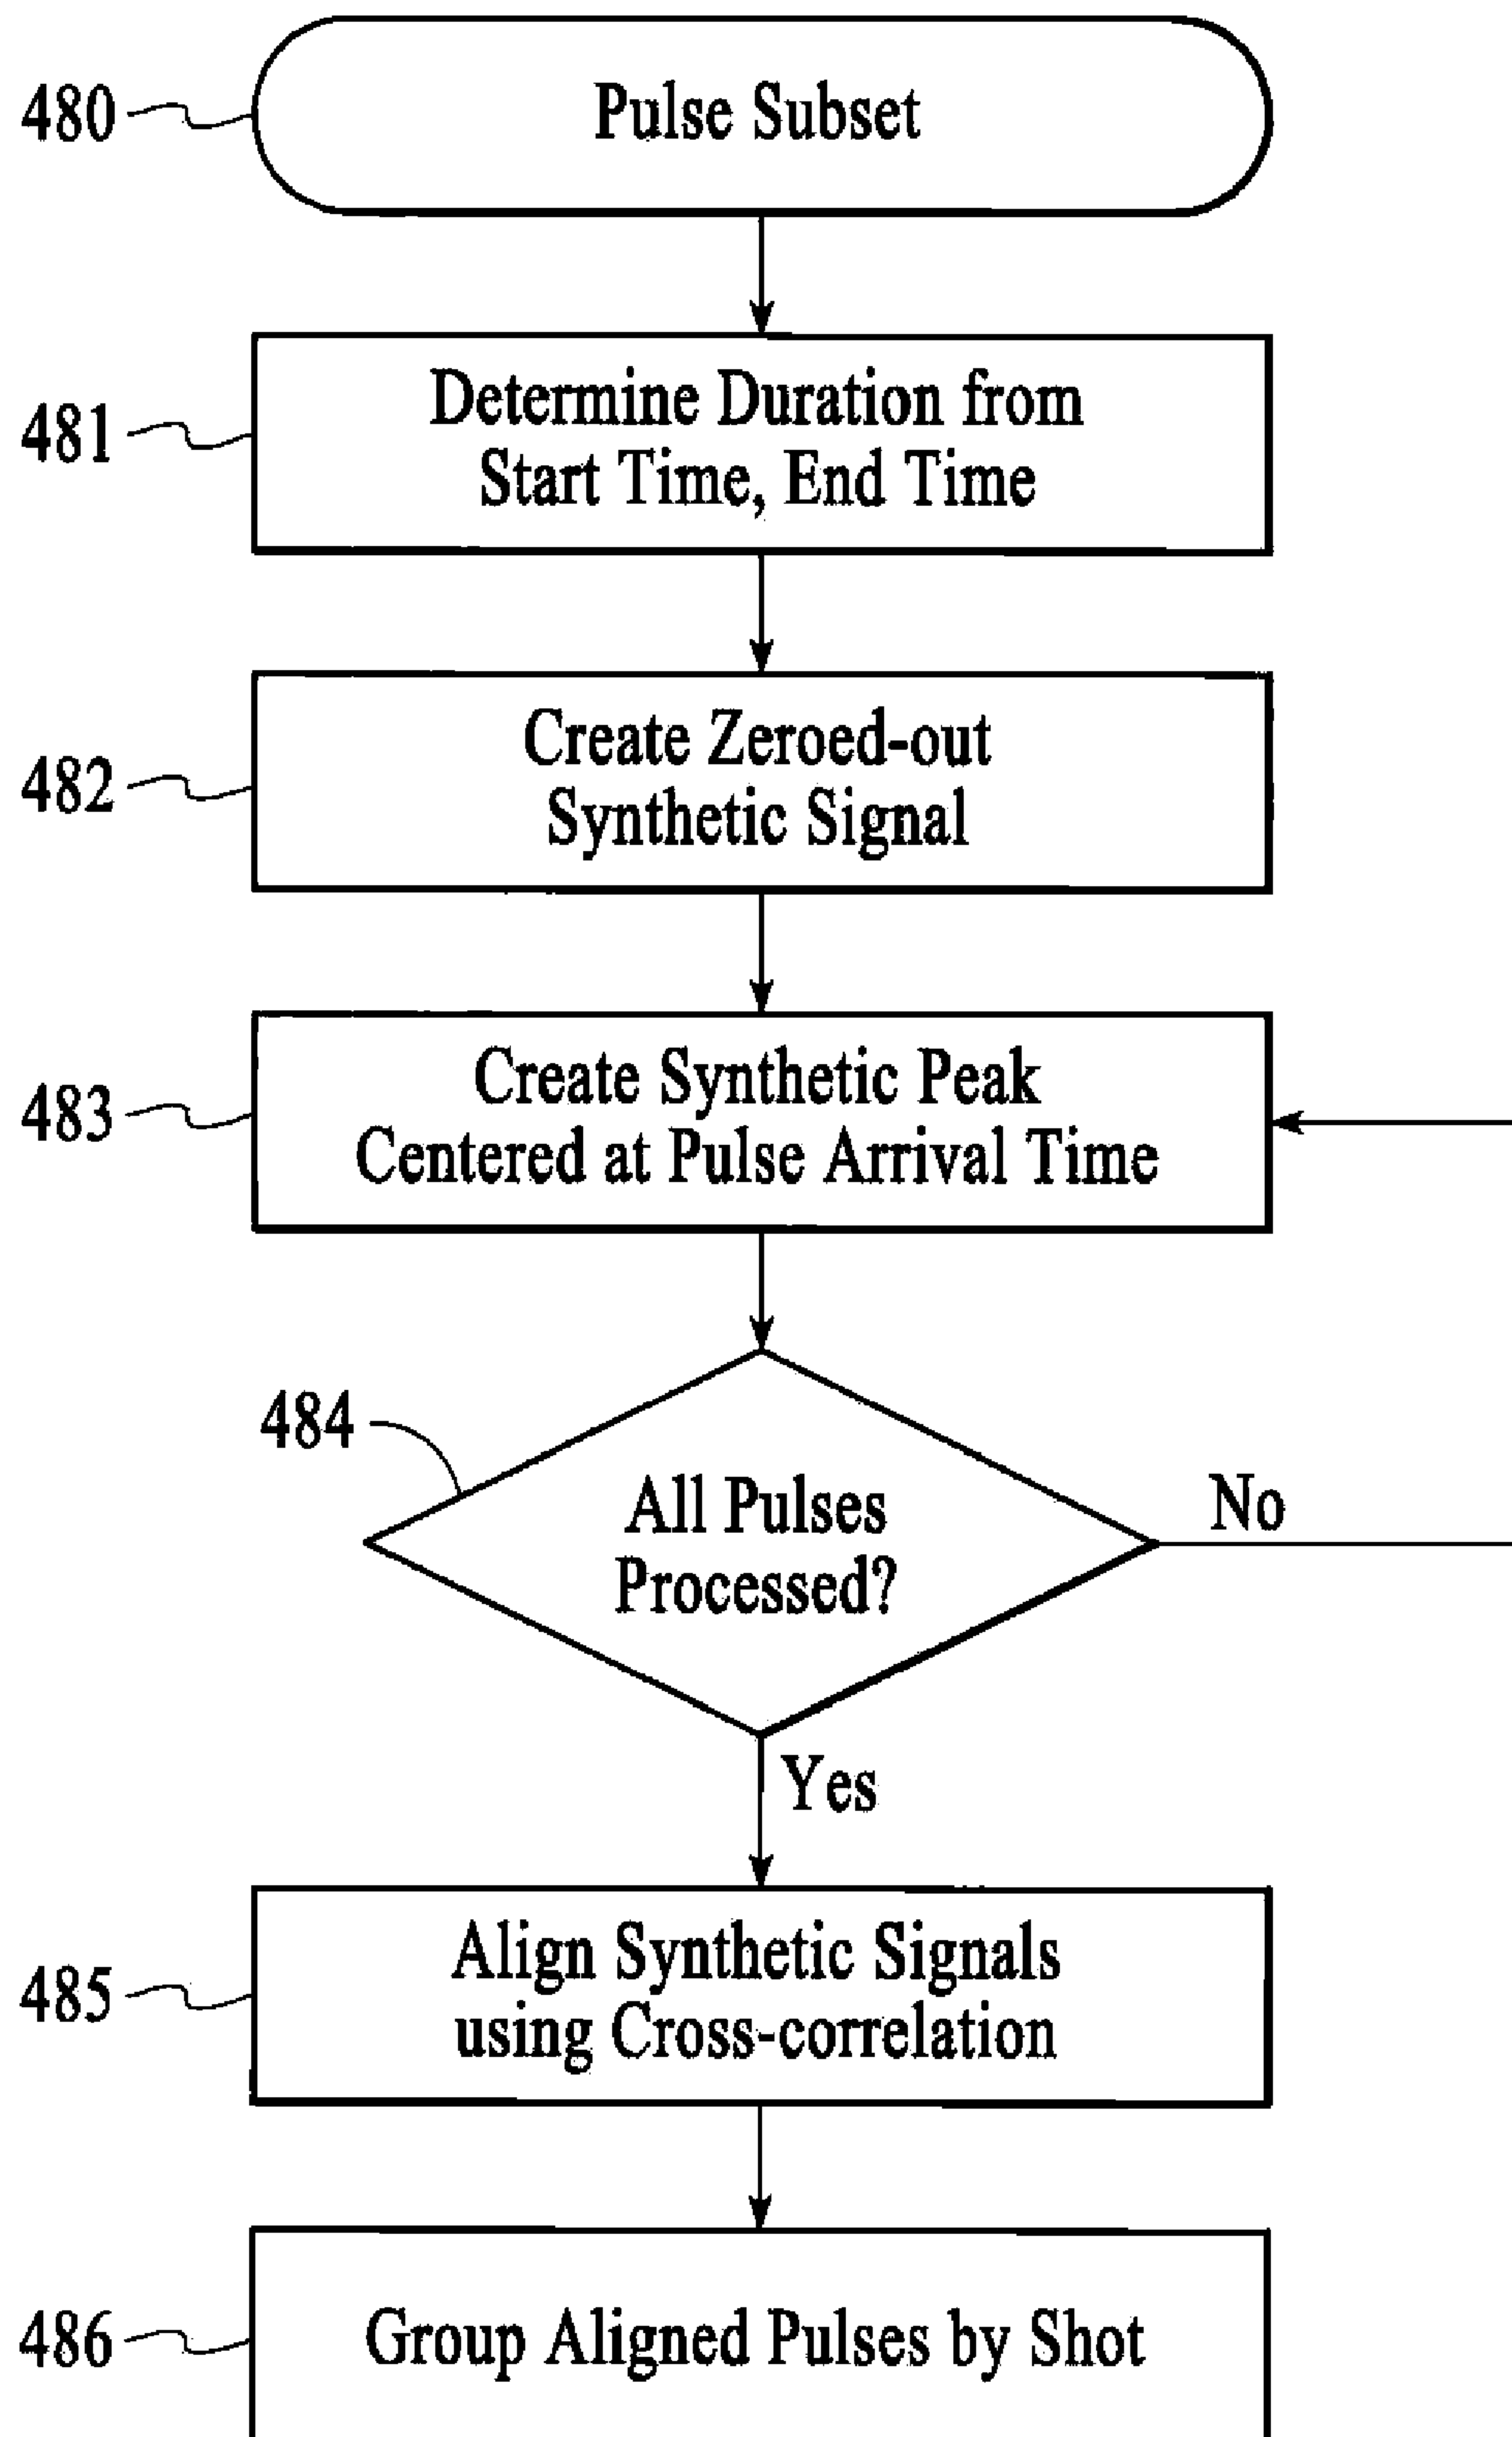 480
Pulse Subset
481
Determine Duration from
Start Time, End Time
482
Create Zeroed-out
Synthetic Signal
483
Create Synthetic Peak
Centered at Pulse Arrival Time
484
All Pulses
Processed?
No
Yes
485
Align Synthetic Signals
using Cross-correlation
486
Group Aligned Pulses by Shot